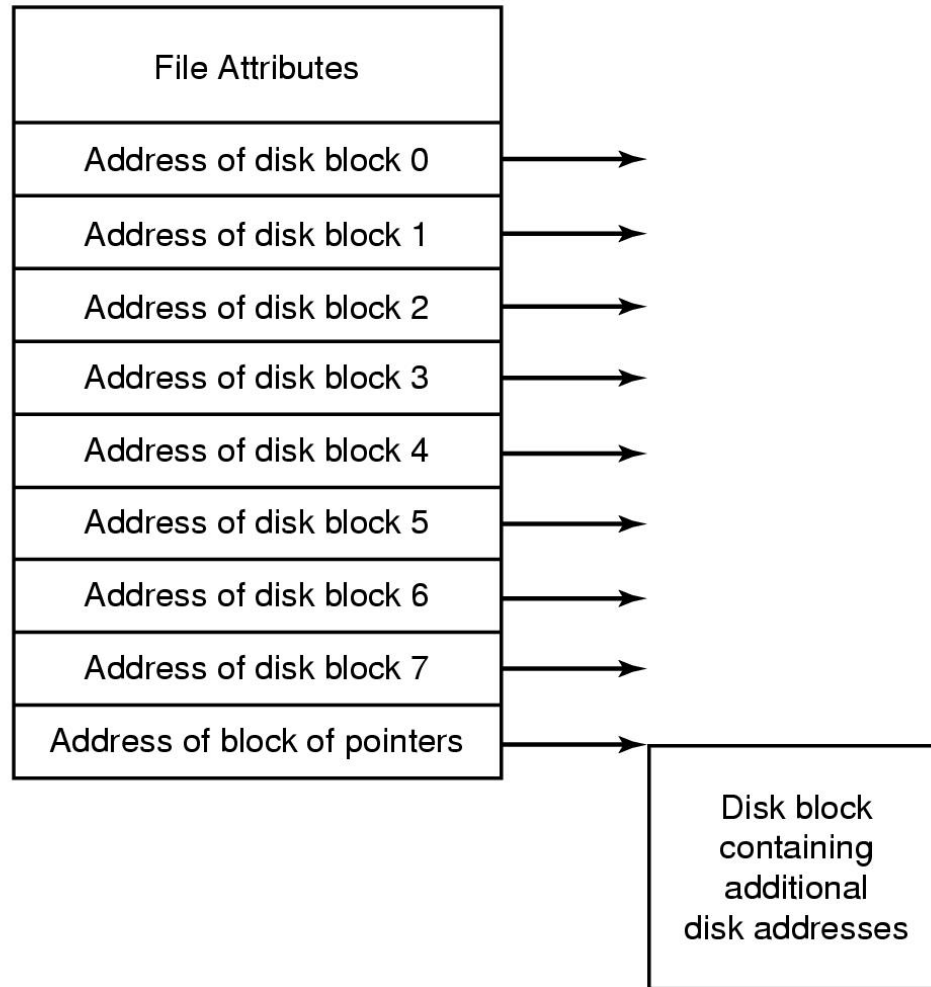 File Attributes
Address of disk block 0
Address of disk block 1
Address of disk block 2
Address of disk block 3
Address of disk block 4
Address of disk block 5
Address of disk block 6
Address of disk block 7
Address of block of pointers
Disk block
containing
additional
disk addresses